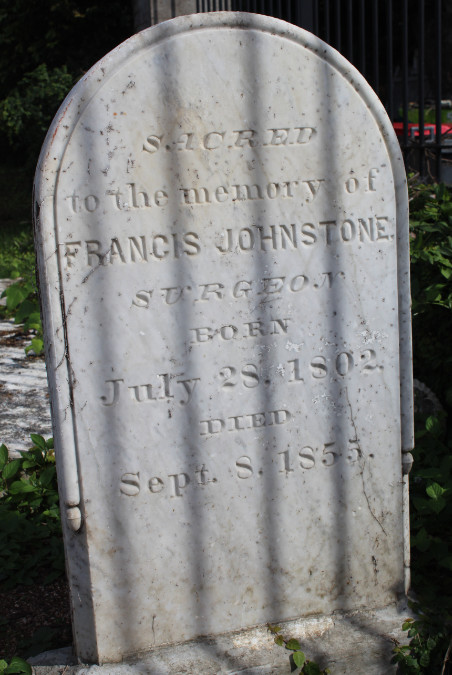 SACRED
to the memory of
FRANCIS JOHNSTONE.
SURGEON
BORN
July 28. 1802.
DIED
Sept. 8. 1855.